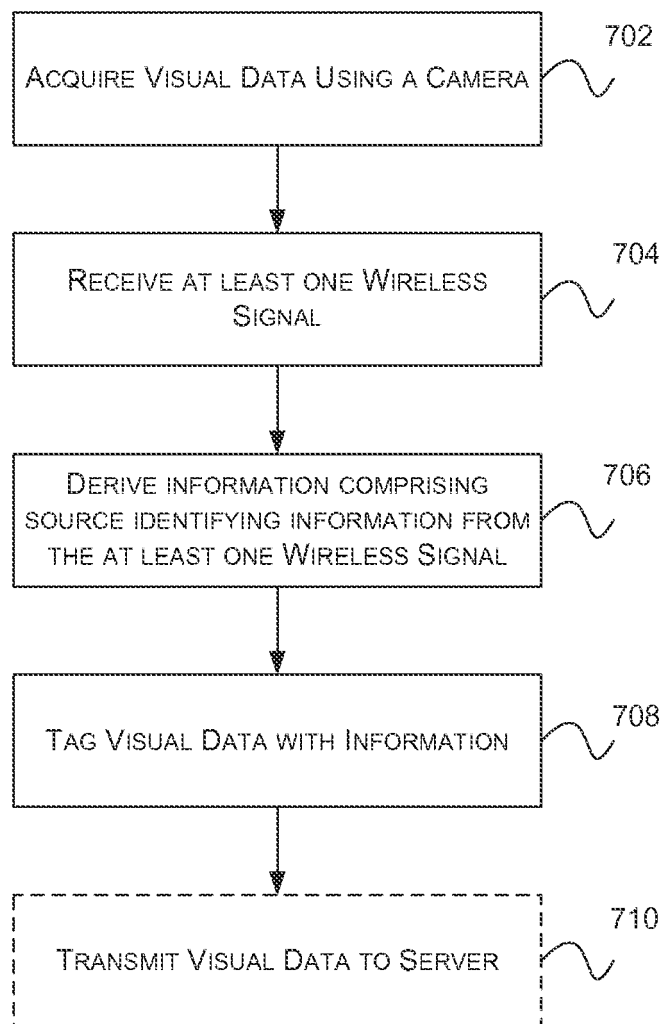 702
ACQUIRE VISUAL DATA USING A CAMERA
704
RECEIVE AT LEAST ONE WIRELESS
SIGNAL
706
DERIVE INFORMATION COMPRISING
SOURCE IDENTIFYING INFORMATION FROM
THE AT LEAST ONE WIRELESS SIGNAL
708
TAG VISUAL DATA WITH INFORMATION
710
TRANSMIT VISUAL DATA TO SERVER